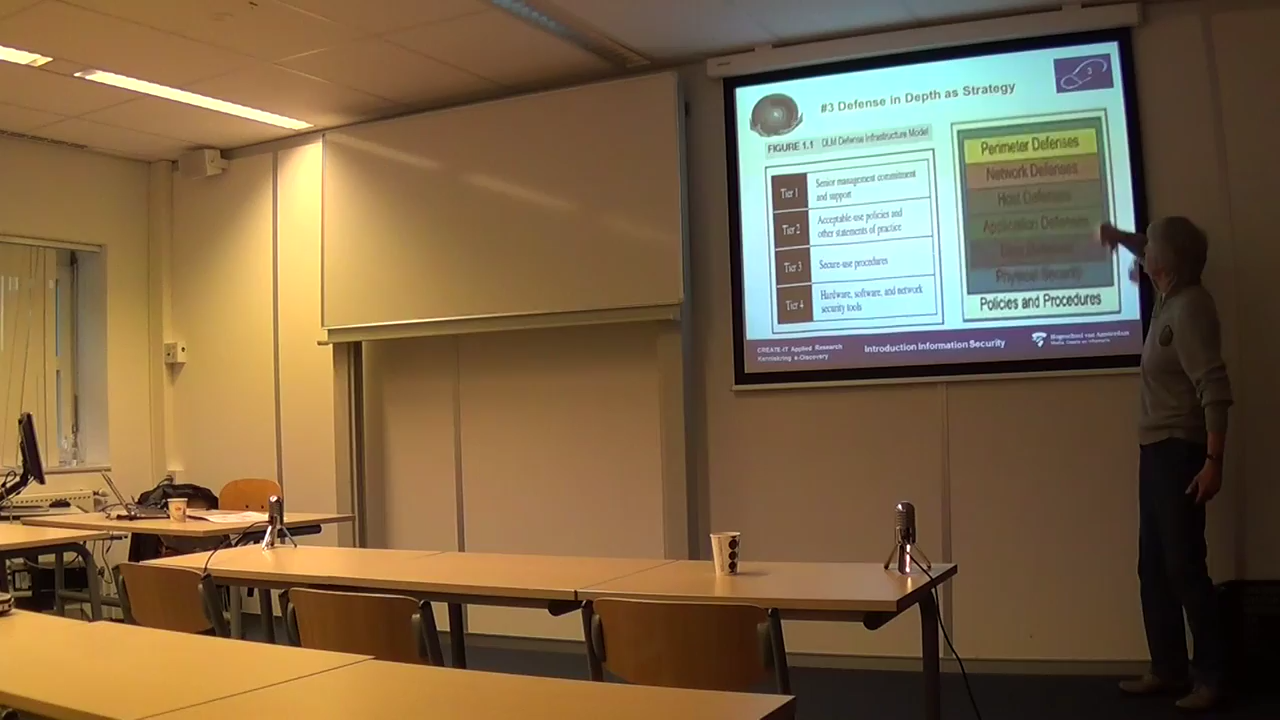 #3 Defense in Depth as Strategy
FIGURE 1.1 DLM Defense Infrastructure Model
Tier 1
Senior management commitment
and support
Tier 2
Acceptable-use policies and
other statements of practice
Tier 3
Secure-use procedures
Tier 4
Hardware, software, and network
security tools
Perimeter Defenses
Network Defenses
Host Defenses
Application Defenses
Physical Security
Policies and Procedures
CREATE-IT Applied Research
Kenniskring e-Discovery
Introduction Information Security
Hogeschool van Amsterdam